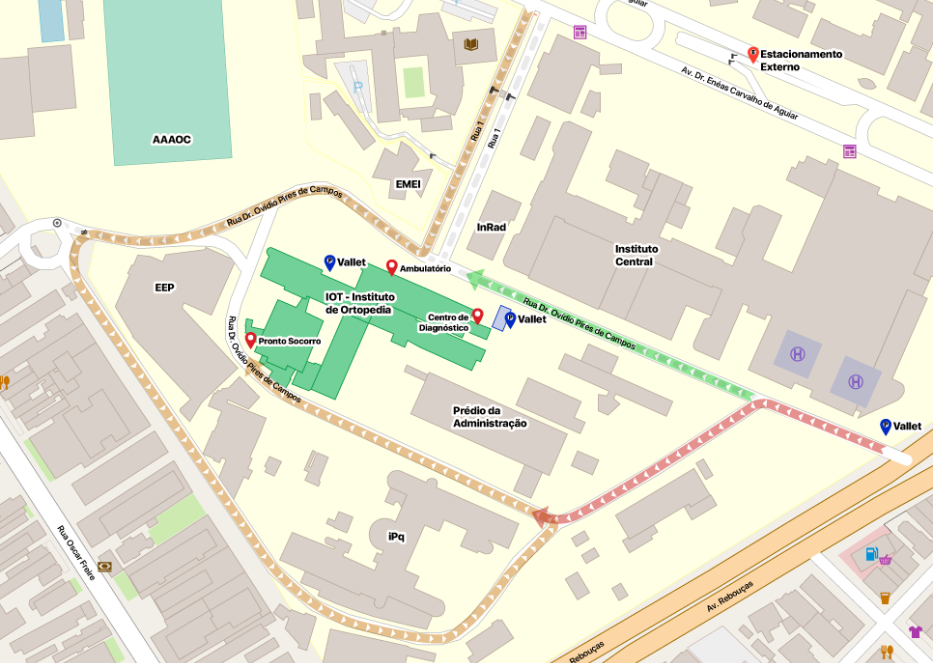 guiar
Estacionamento
Externo
Av. Dr. Enéas Carvalho de Aguiar
P
AAAOC
Rua 1
Rua 1
EMEI
Rua Dr. Ovídio Pires de Campos
InRad
Instituto
Central
Vallet
Ambulatório
EEP
IOT - Instituto
de Ortopedia
Centro de
Diagnóstico
Vallet
Rua Dr. Ovídio Pires de Campos
Pronto Socorro
Rua Dr. Ovídio Pires de Campos
H
H
Prédio da
Administração
Vallet
iPq
Rua Oscar Freire
Av. Rebouças
Rebouças